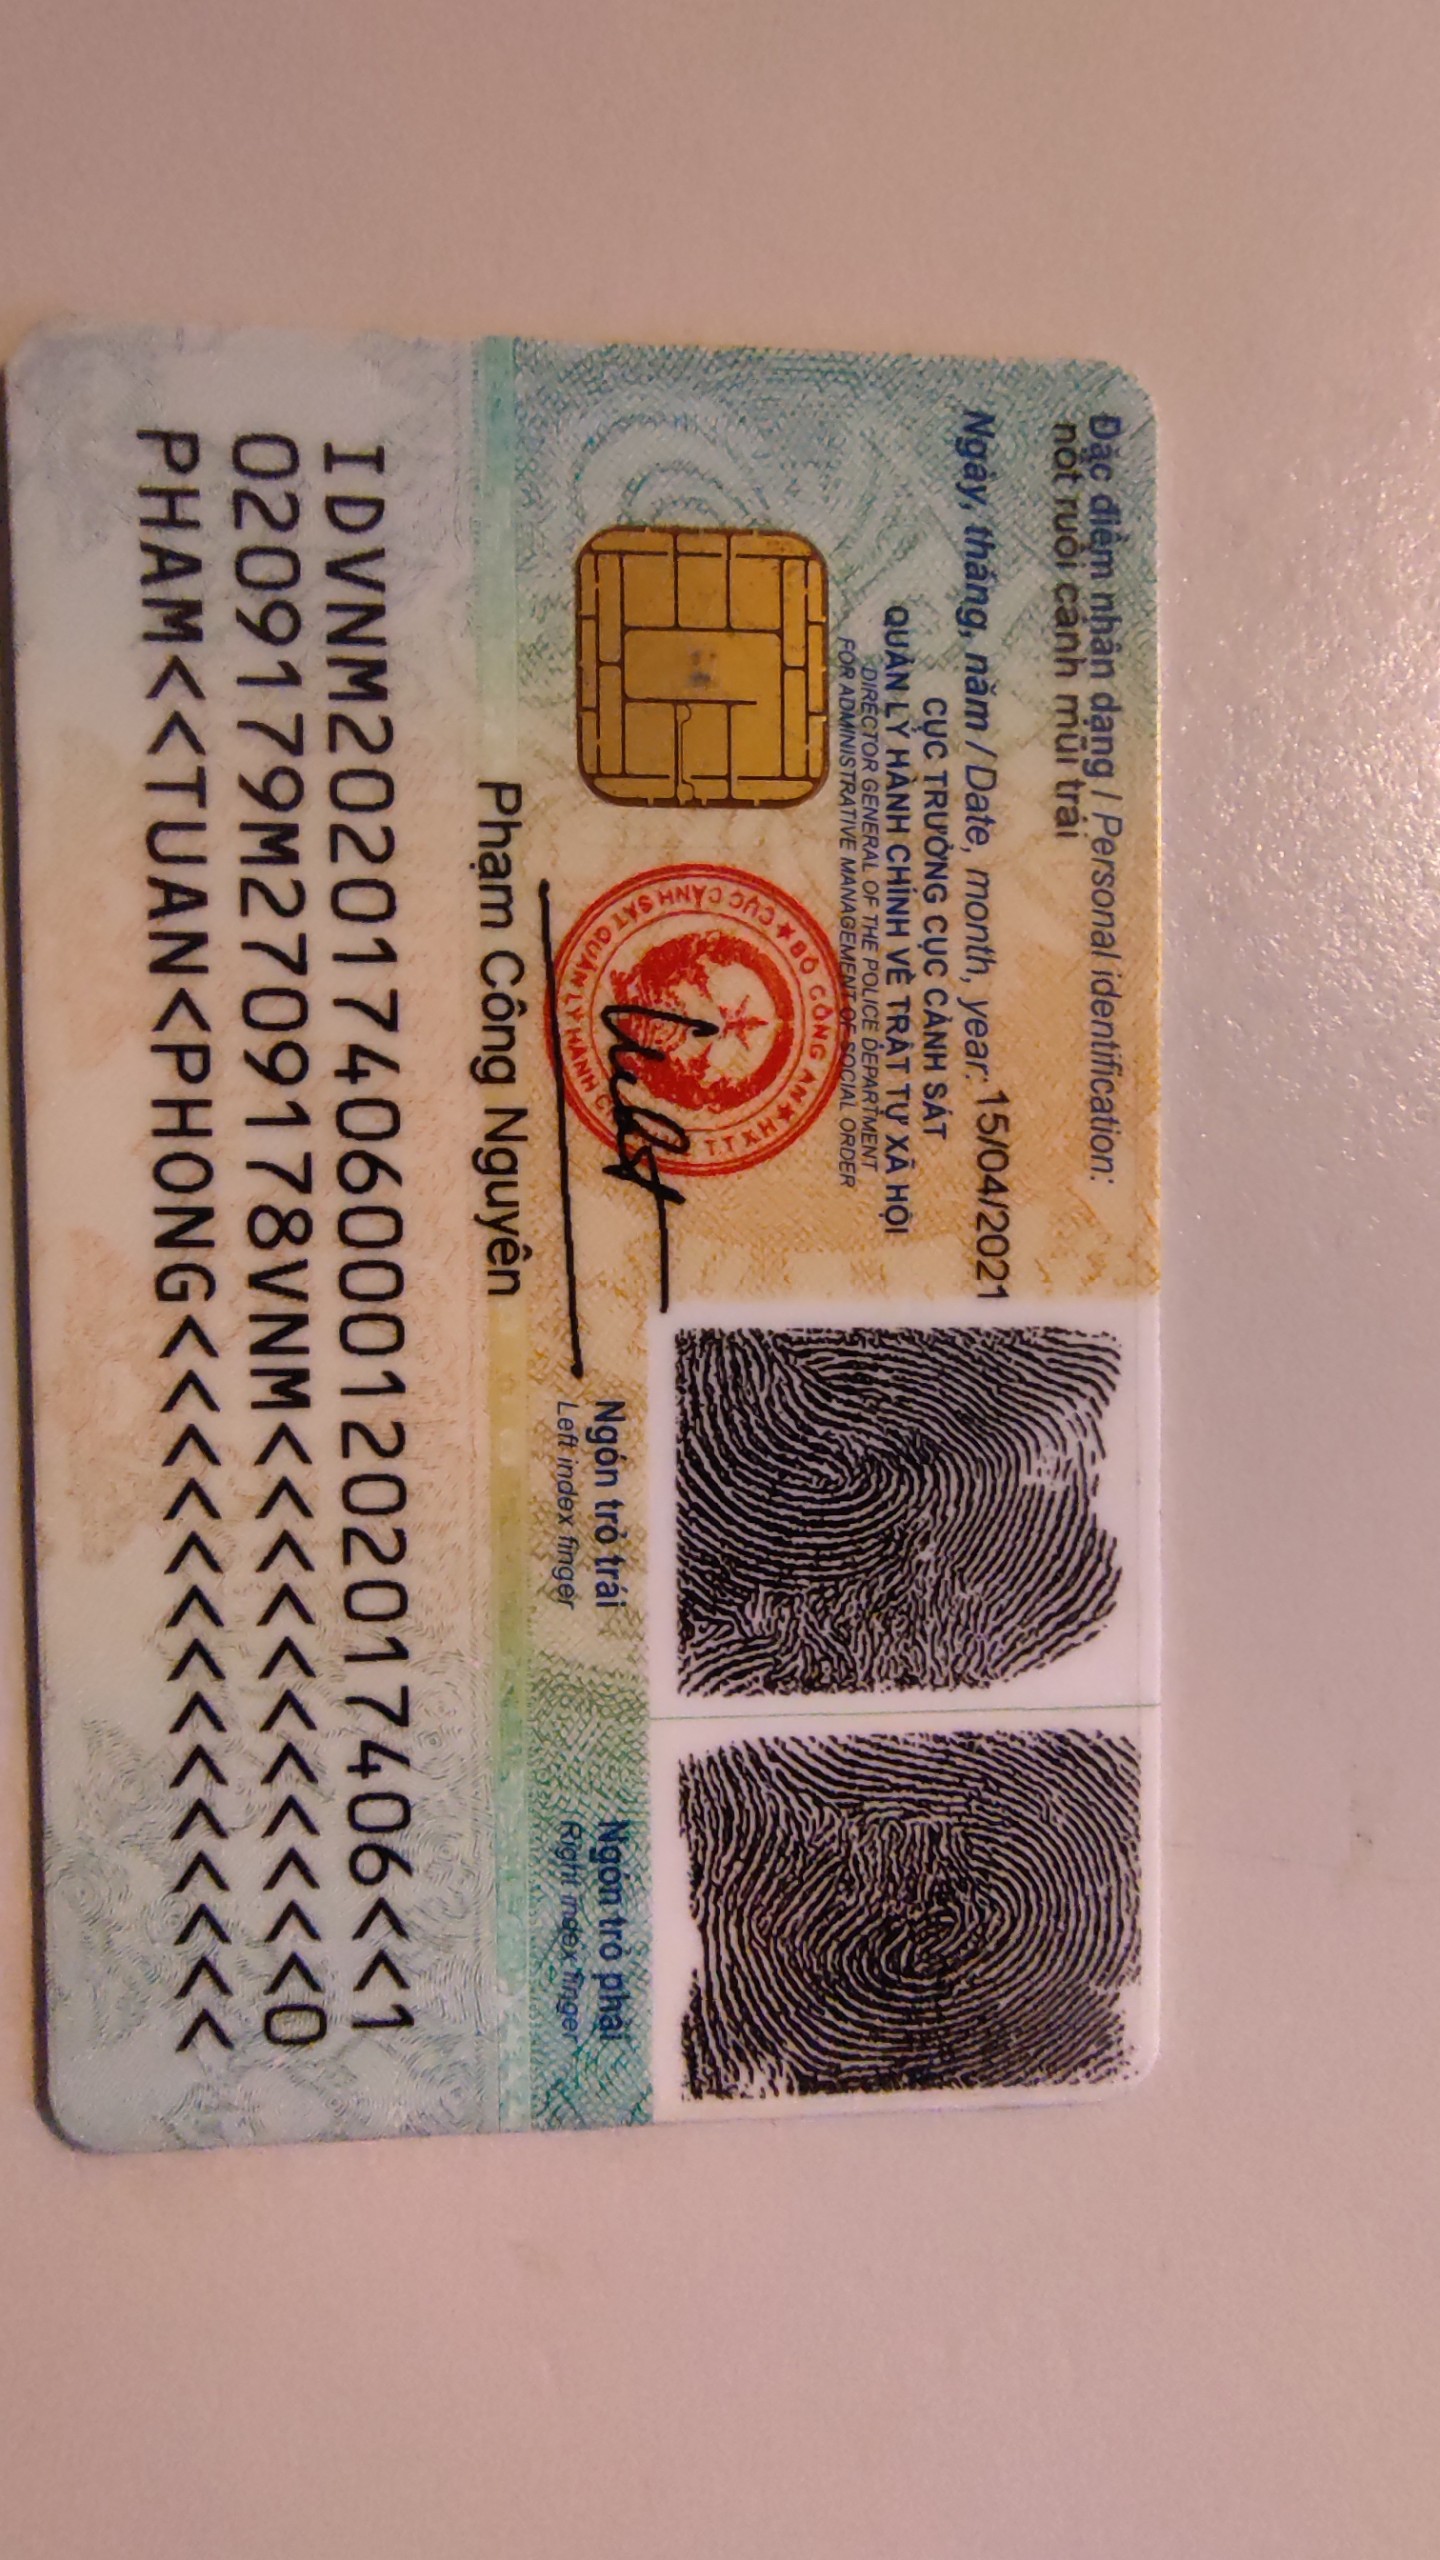 Đặc điểm nhân dạng / Personal identification:
nốt ruồi cánh mũi trái
Ngày, tháng, năm / Date, month, year: 15/04/2021
CỤC TRƯỞNG CỤC CẢNH SÁT
QUẢN LÝ HÀNH CHÍNH VỀ TRẬT TỰ XÃ HỘI
DIRECTOR GENERAL OF THE POLICE DEPARTMENT
FOR ADMINISTRATIVE MANAGEMENT OF SOCIAL ORDER
★ BỘ CÔNG AN ★
CỤC CẢNH SÁT QUẢN LÝ HÀNH C T.T.XH
Phạm Công Nguyên
Ngón trỏ trái
Left index finger
Ngón trỏ phải
Right index finger
IDVNM2020174060001202017406<<1
0209179M2709178VNM<<<<<<<<<<<0
PHAM<<TUAN<PHONG<<<<<<<<<<<<<<